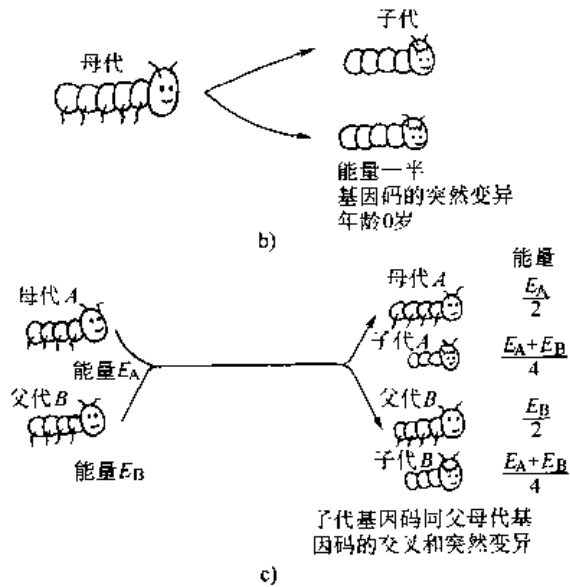 子代
母代
能量一半
基因码的突然变异
年龄0岁
b)
能量
母代A
母代A
E_A/2
子代A
(E_A+E_B)/4
能量E_A
父代B
父代B
E_B/2
能量E_B
子代B
(E_A+E_B)/4
子代基因码同父母代基
因码的交叉和突然变异
c)